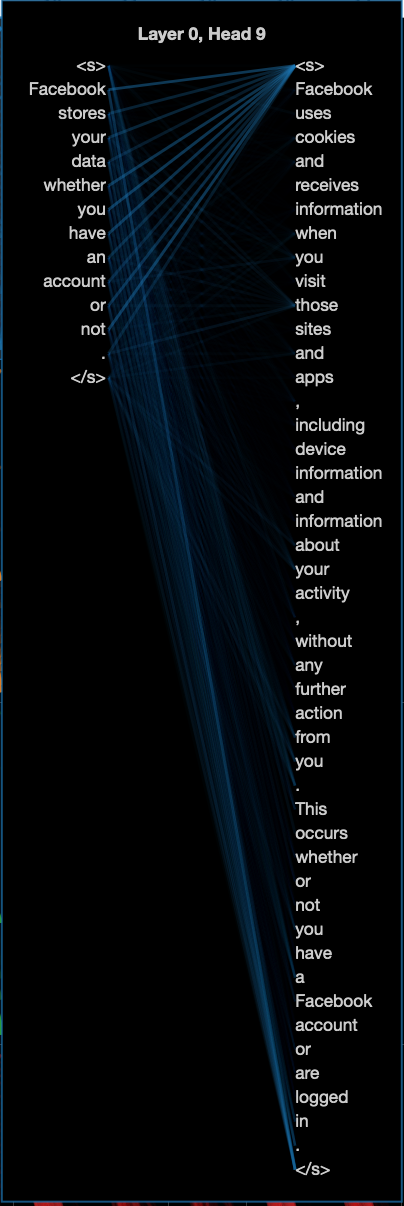 Layer 0, Head 9
<s>
Facebook
stores
your
data
whether
you
have
an
account
or
not
.
</s>
<s>
Facebook
uses
cookies
and
receives
information
when
you
visit
those
sites
and
apps
,
including
device
information
and
information
about
your
activity
,
without
any
further
action
from
you
.
This
occurs
whether
or
not
you
have
a
Facebook
account
or
are
logged
in
.
</s>